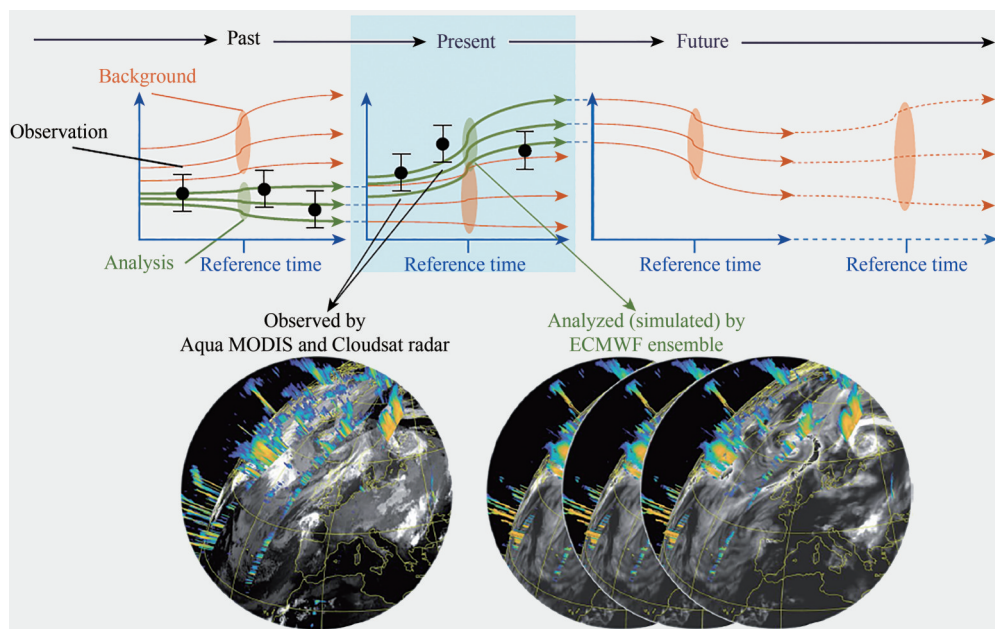 Past
Present
Future
Background
Observation
Analysis
Reference time
Reference time
Reference time
Reference time
Observed by
Aqua MODIS and Cloudsat radar
Analyzed (simulated) by
ECMWF ensemble